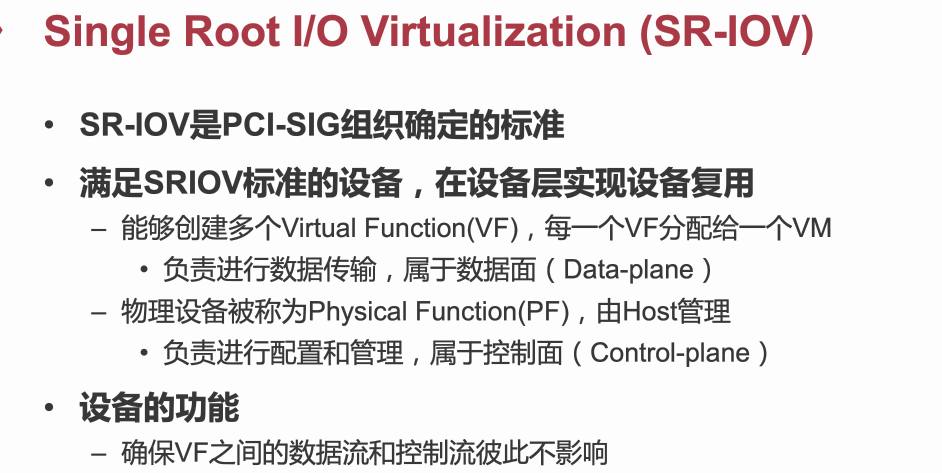 Single Root I/O Virtualization (SR-IOV)
• SR-IOV是PCI-SIG组织确定的标准
• 满足SRIOV标准的设备，在设备层实现设备复用
– 能够创建多个Virtual Function(VF)，每一个VF分配给一个VM
• 负责进行数据传输，属于数据面（Data-plane）
– 物理设备被称为Physical Function(PF)，由Host管理
• 负责进行配置和管理，属于控制面（Control-plane）
• 设备的功能
– 确保VF之间的数据流和控制流彼此不影响